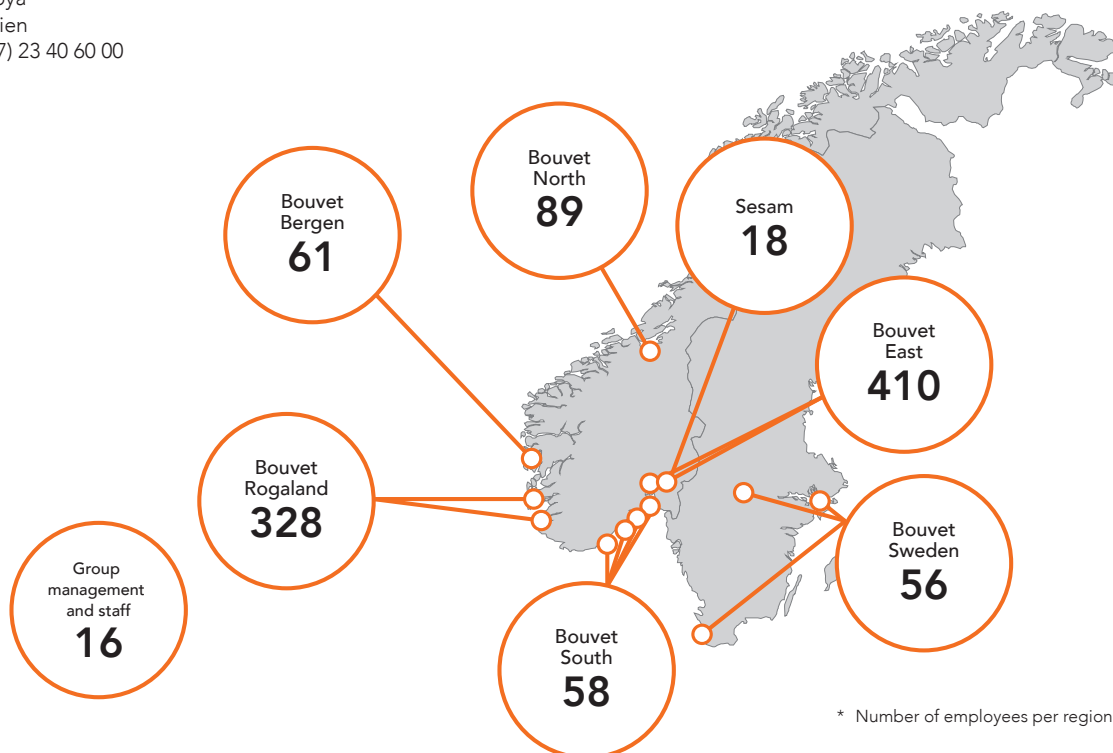 7) 23 40 60 00
Bouvet
North
89
Bouvet
Bergen
61
Sesam
18
Bouvet
East
410
Bouvet
Rogaland
328
Bouvet
Sweden
56
Group
management
and staff
16
Bouvet
South
58
* Number of employees per region